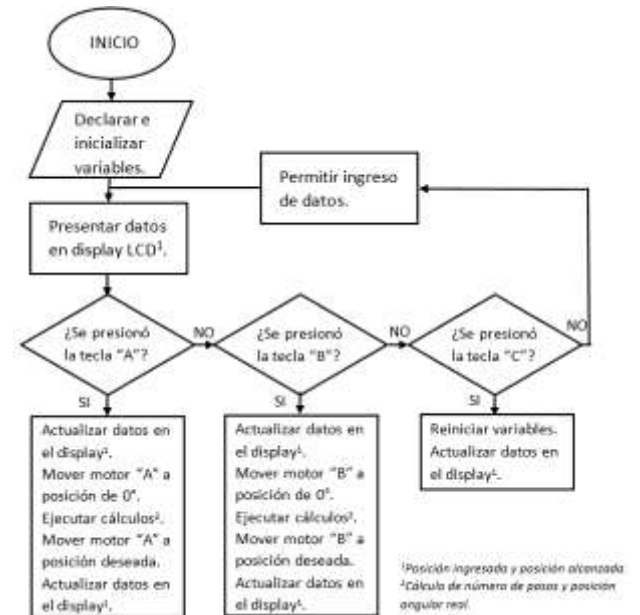 INICIO
Declarar e
inicializar
variables.
Permitir ingreso
de datos.
Presentar datos
en display LCD¹.
¿Se presionó
la tecla "A"?
NO
¿Se presionó
la tecla "B"?
NO
¿Se presionó
la tecla "C"?
NO
SI
SI
SI
Actualizar datos en
el display¹.
Mover motor "A" a
posición de 0°.
Ejecutar cálculos².
Mover motor "A" a
posición deseada.
Actualizar datos en
el display¹.
Actualizar datos en
el display¹.
Mover motor "B" a
posición de 0°.
Ejecutar cálculos².
Mover motor "B" a
posición deseada.
Actualizar datos en
el display¹.
Reiniciar variables.
Actualizar datos en
el display¹.
¹Posición ingresada y posición alcanzada
²Cálculo de número de pasos y posición
angular real.